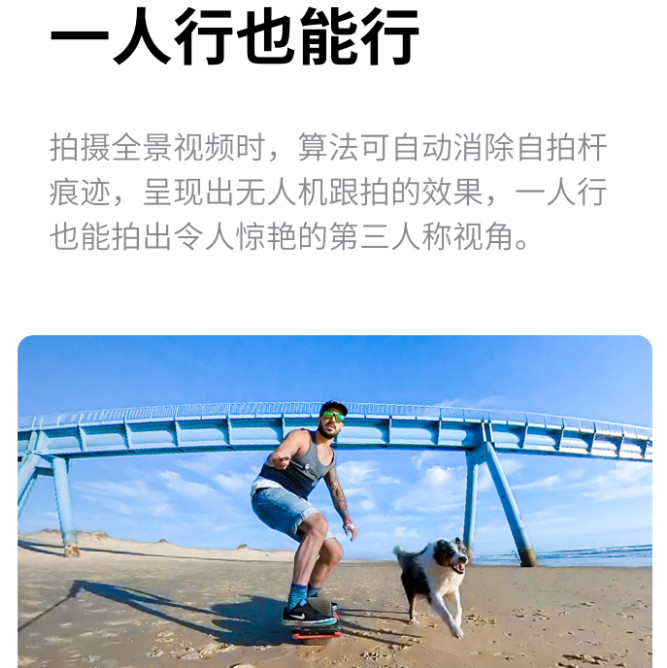 一人行也能行
拍摄全景视频时，算法可自动消除自拍杆
痕迹，呈现出无人机跟拍的效果，一人行
也能拍出令人惊艳的第三人称视角。